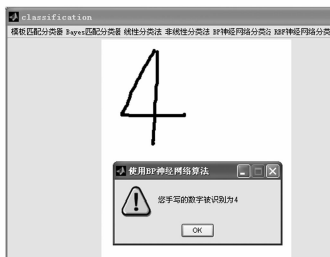 classification
模板匹配分类器 Bayes匹配分类器 线性分类法 非线性分类法 BP神经网络分类法 RBF神经网络分类
4
使用BP神经网络算法
您手写的数字被识别为4
OK